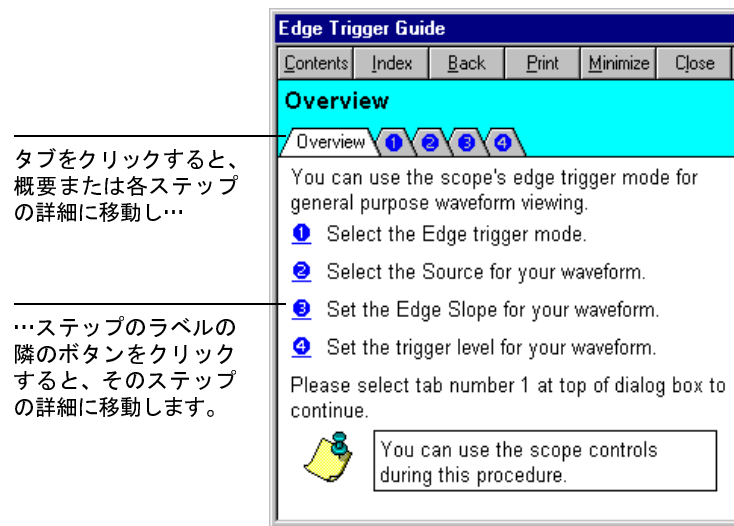 Edge Trigger Guide
Contents Index Back Print Minimize Close
Overview
Overview 1 2 3 4
You can use the scope's edge trigger mode for
general purpose waveform viewing.
1 Select the Edge trigger mode.
2 Select the Source for your waveform.
3 Set the Edge Slope for your waveform.
4 Set the trigger level for your waveform.
Please select tab number 1 at top of dialog box to
continue.
You can use the scope controls
during this procedure.
タブをクリックすると、
概要または各ステップ
の詳細に移動し…
…ステップのラベルの
隣のボタンをクリック
すると、そのステップ
の詳細に移動します。